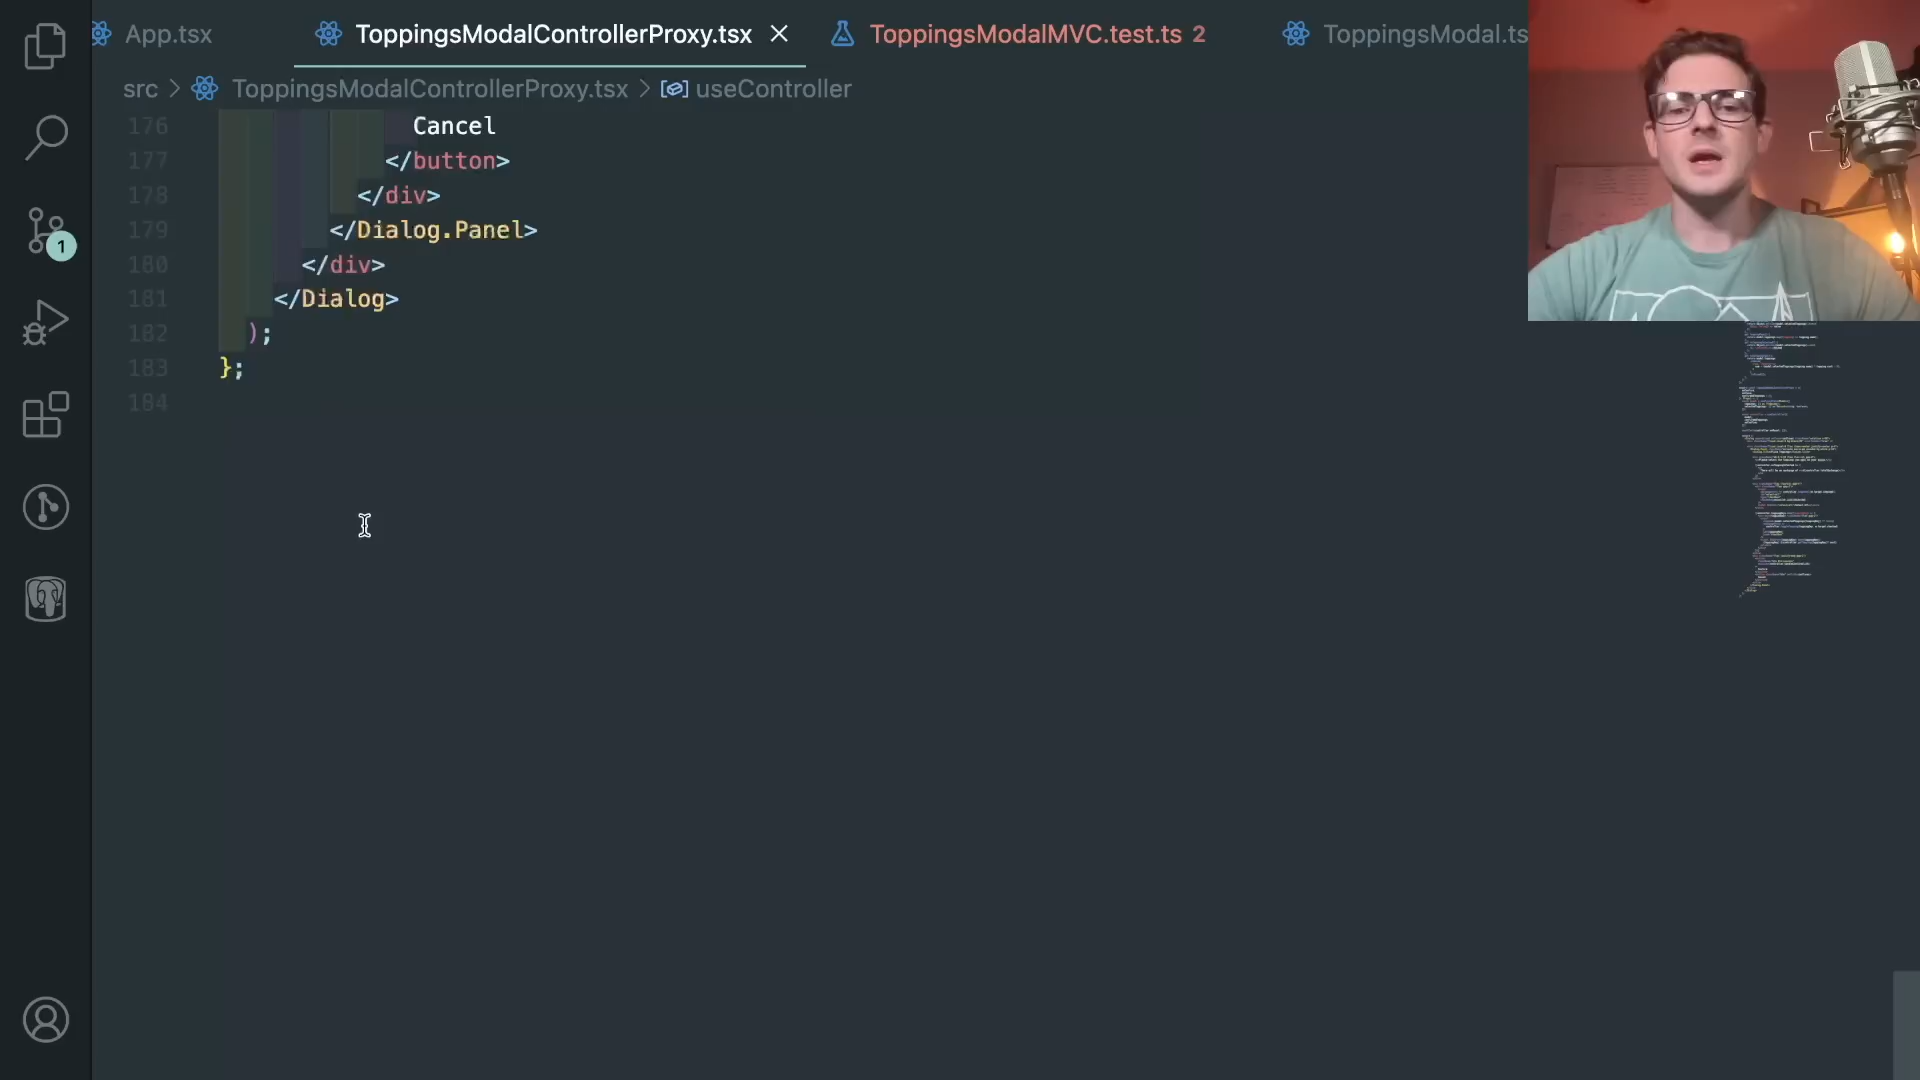 App.tsx
ToppingsModalControllerProxy.tsx
ToppingsModalMVC.test.ts 2
ToppingsModal.ts
src > ToppingsModalControllerProxy.tsx > useController
176 Cancel
177 </button>
178 </div>
179 </Dialog.Panel>
180 </div>
181 </Dialog>
182 );
183 };
184
1